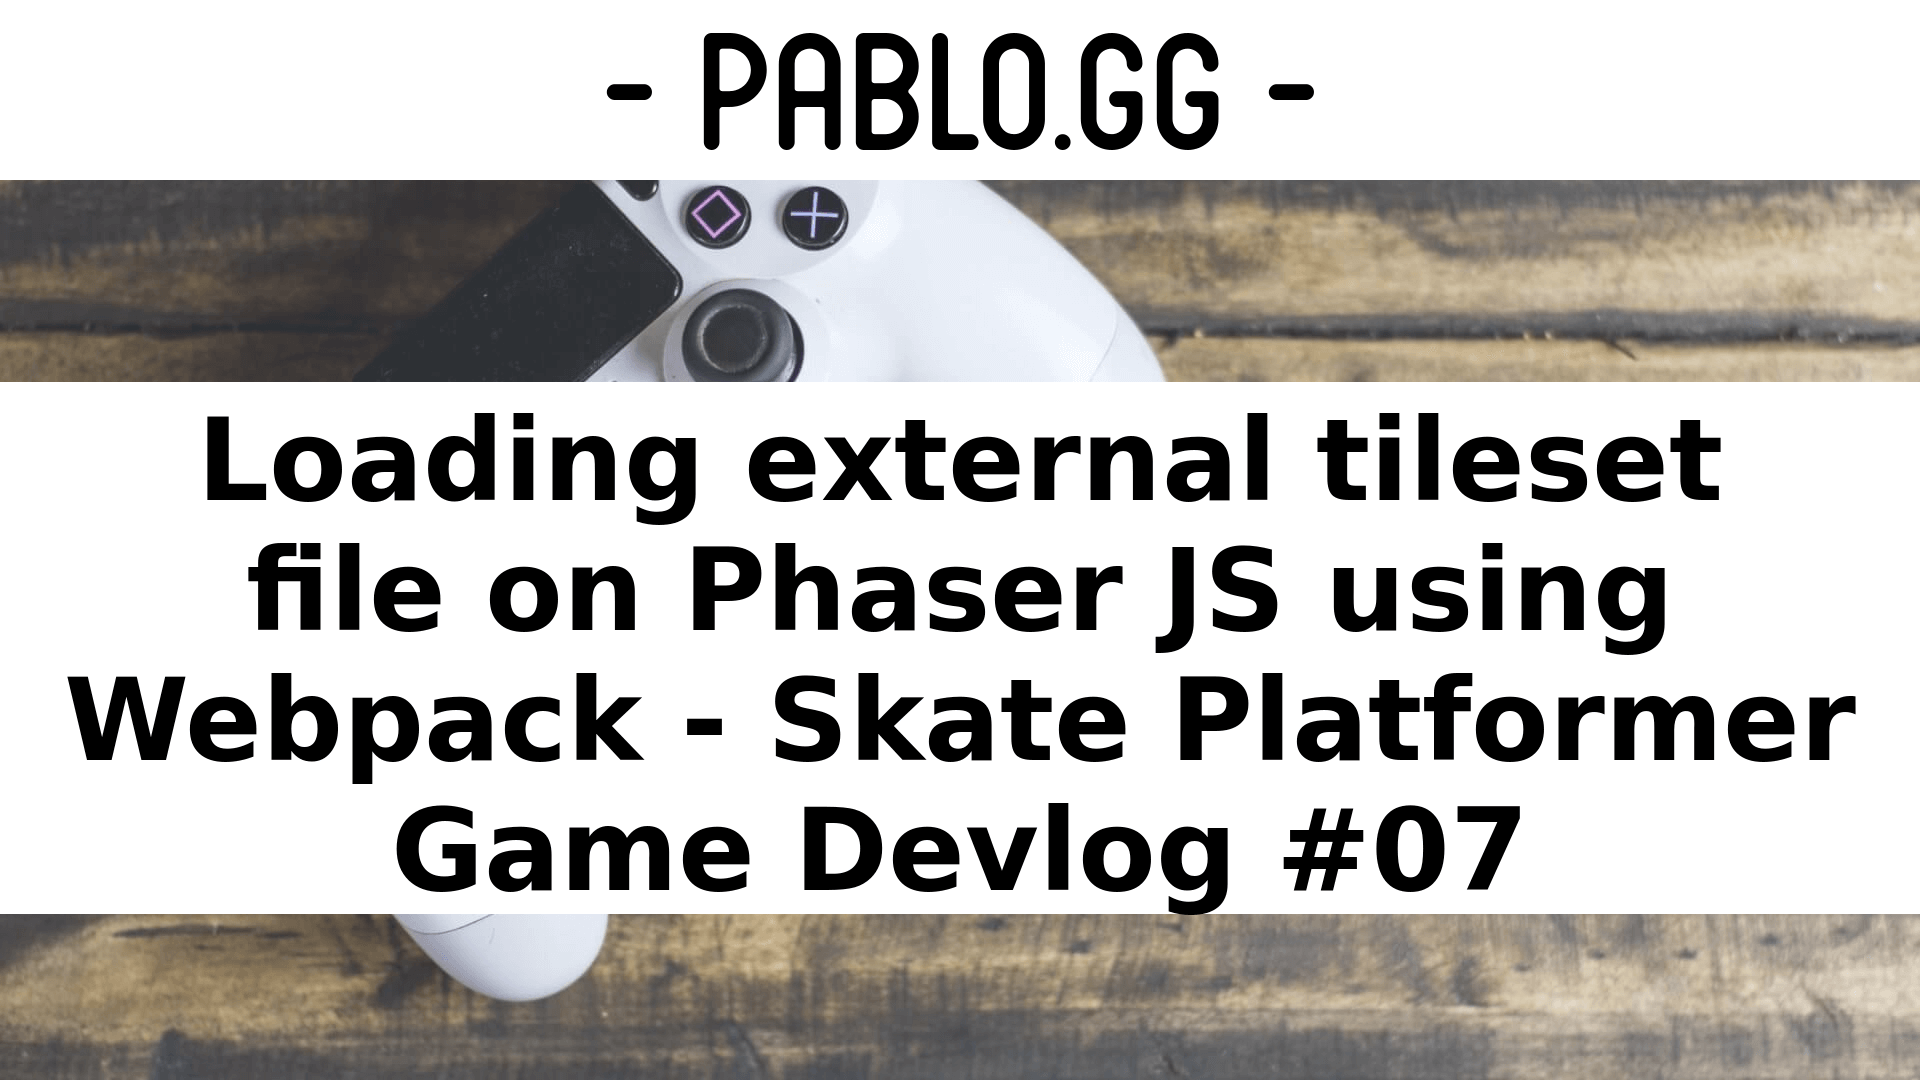 - PABLO.GG -
Loading external tileset
file on Phaser JS using
Webpack - Skate Platformer
Game Devlog #07